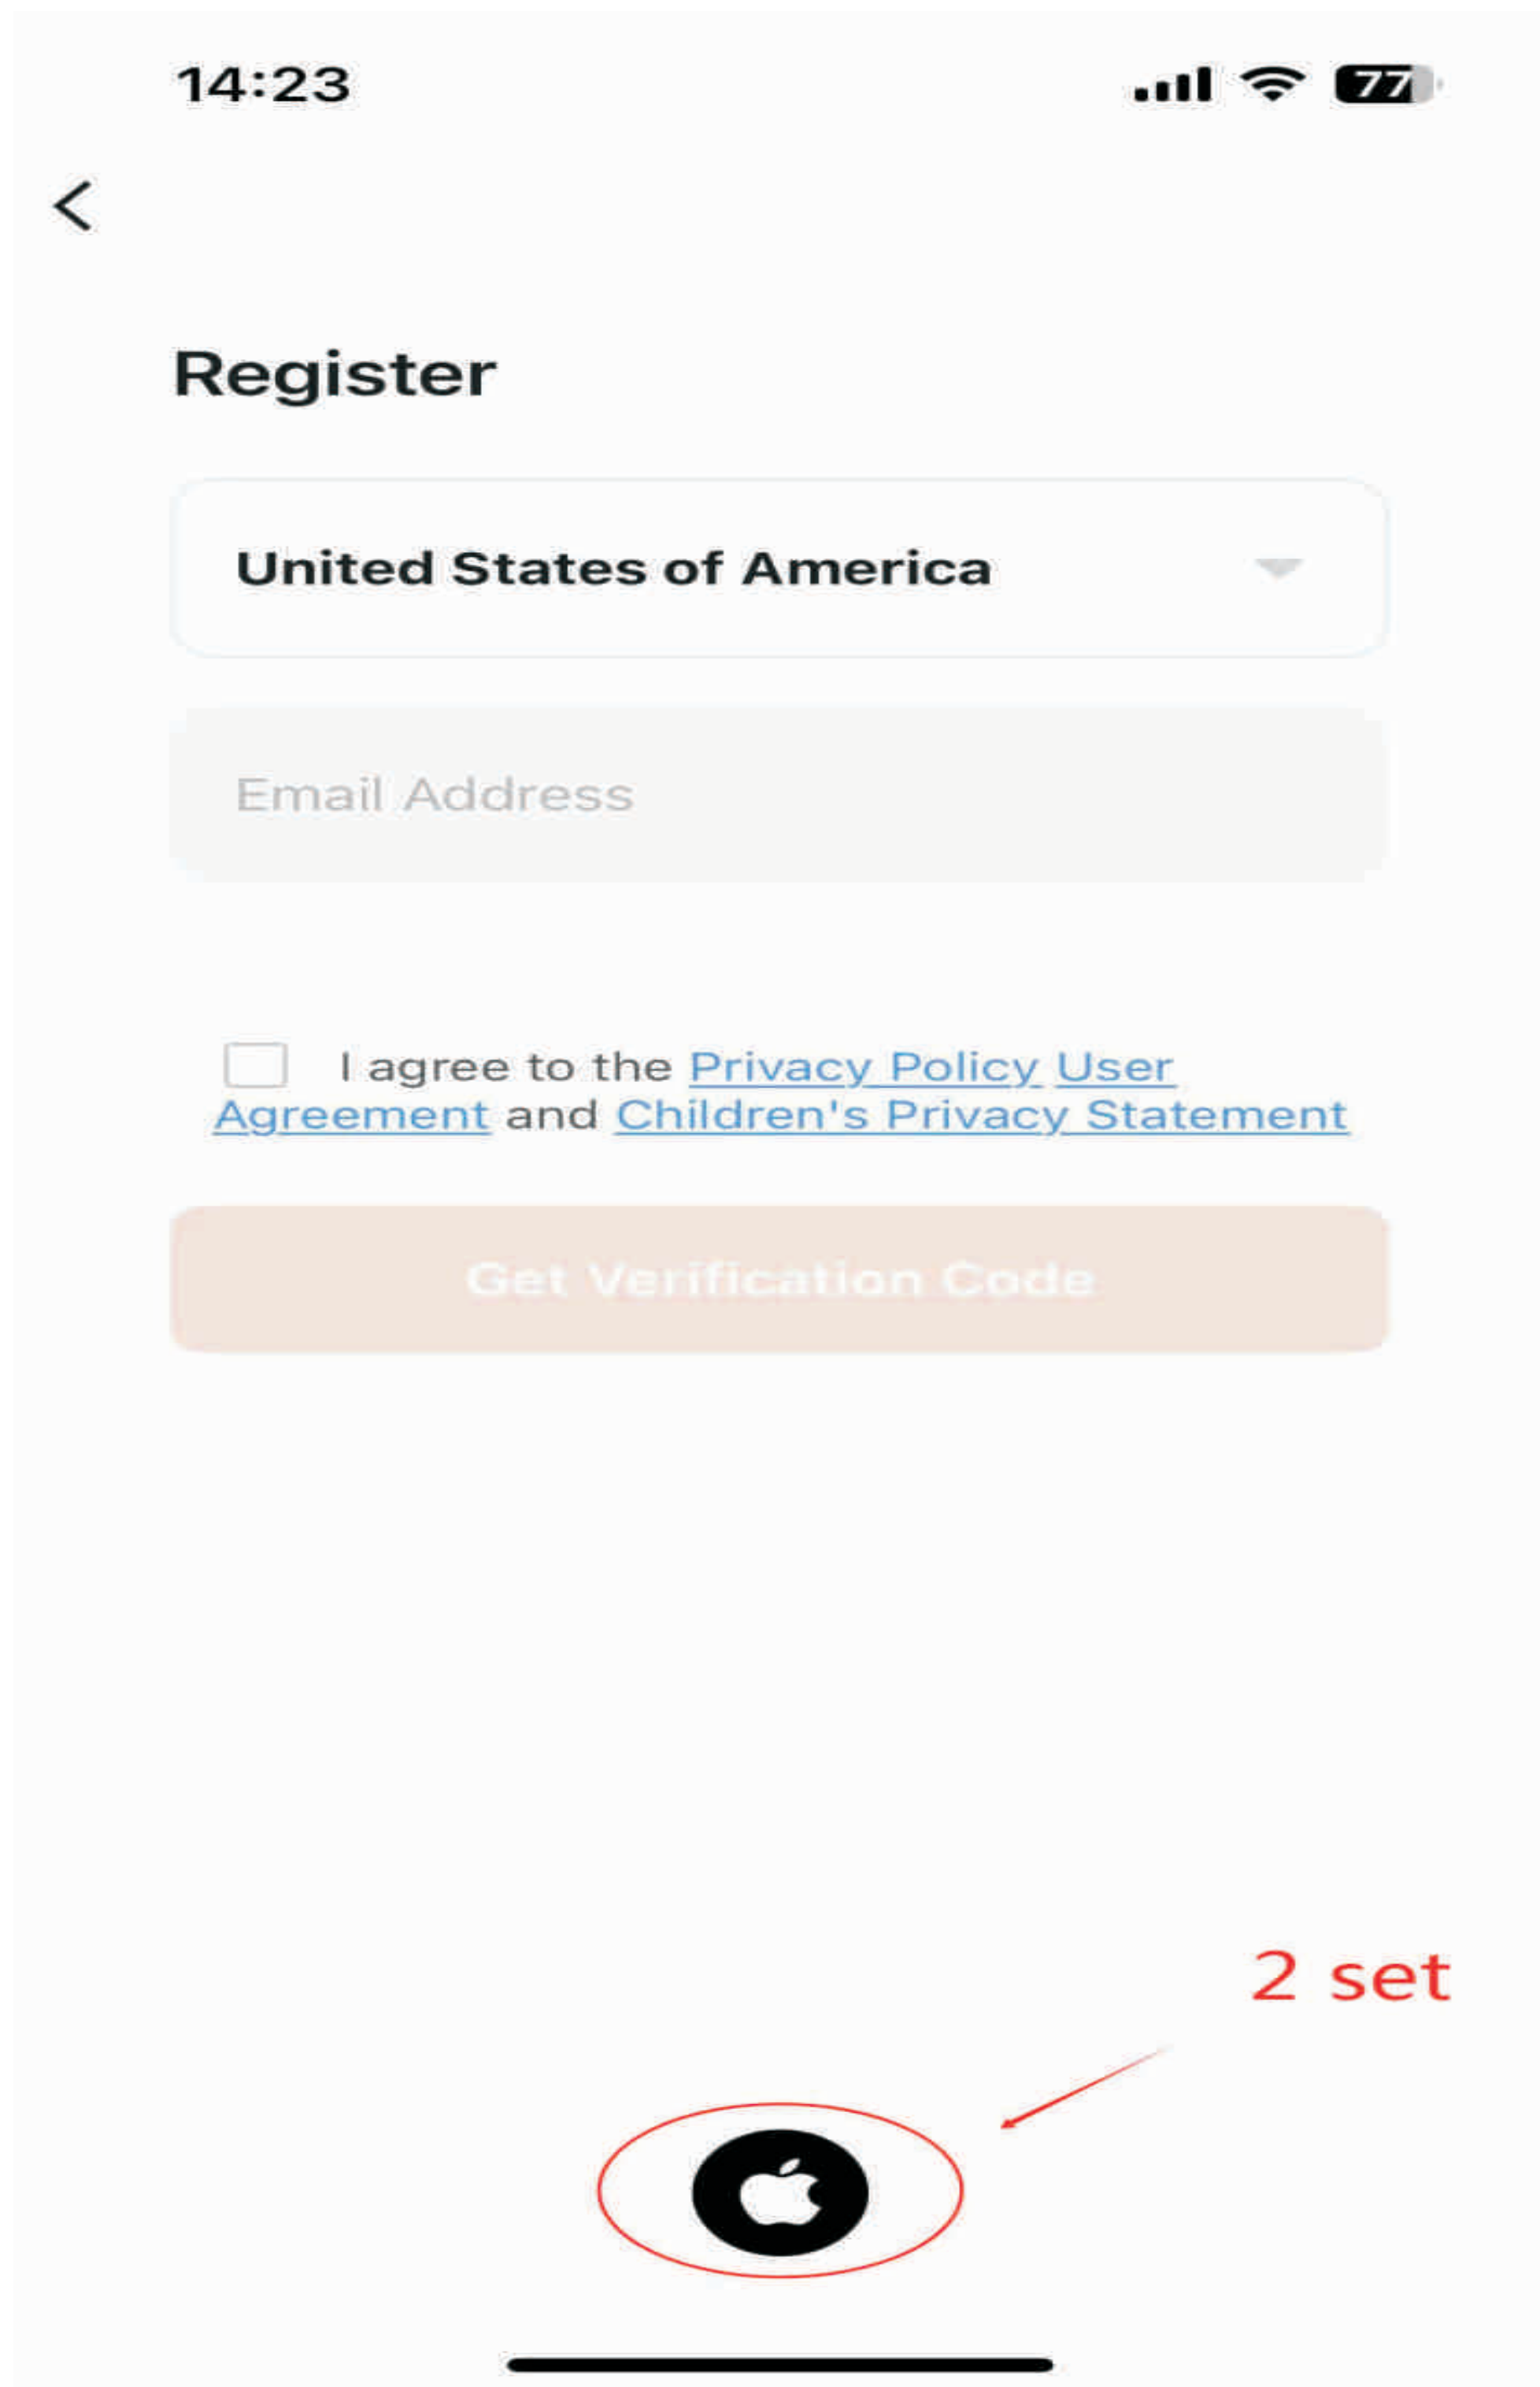 14:23
77
Register
United States of America
Email Address
I agree to the Privacy Policy User
Agreement and Children's Privacy Statement
Get Verification Code
2 set